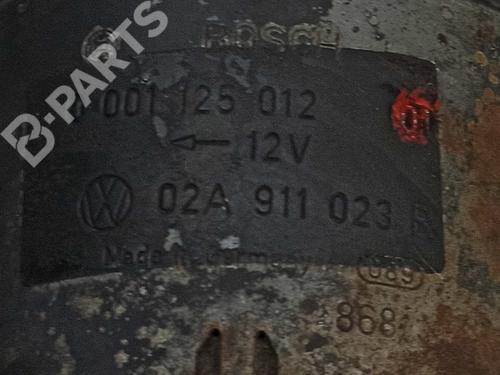 B-PARTS
BOSCH
0 001 125 012
← 12V
02A 911 023 R
Made in Germany
089
868